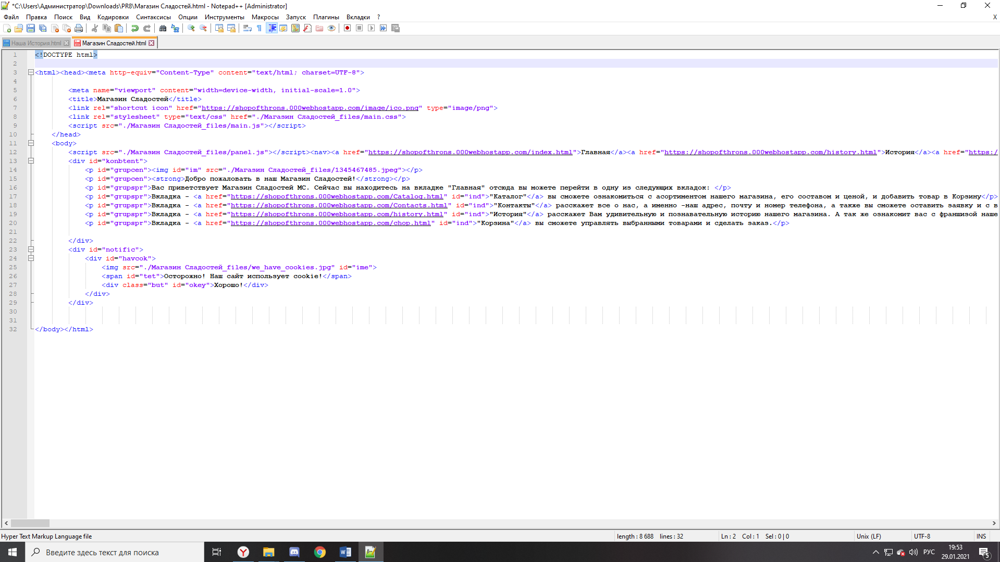 *C:\Users\Администратор\Downloads\PR8\Магазин Сладостей.html - Notepad++ [Administrator]
Файл Правка Поиск Вид Кодировки Синтаксисы Опции Инструменты Макросы Запуск Плагины Вкладки ? X
Наша История.html Магазин Сладостей.html
1 <!DOCTYPE html>
2
3 <html><head><meta http-equiv="Content-Type" content="text/html; charset=UTF-8">
4
5 <meta name="viewport" content="width=device-width, initial-scale=1.0">
6 <title>Магазин Сладостей</title>
7 <link rel="shortcut icon" href="https://shopofthrons.000webhostapp.com/image/ico.png" type="image/png">
8 <link rel="stylesheet" type="text/css" href="./Магазин Сладостей_files/main.css">
9 <script src="./Магазин Сладостей_files/main.js"></script>
10 </head>
11 <body>
12 <script src="./Магазин Сладостей_files/panel.js"></script><nav><a href="https://shopofthrons.000webhostapp.com/index.html">Главная</a><a href="https://shopofthrons.000webhostapp.com/history.html">История</a><a href="https:/
13 <div id="konbtent">
14 <p id="grupcen"><img id="im" src="./Магазин Сладостей_files/1345467485.jpeg"></p>
15 <p id="grupcen"><strong>Добро пожаловать в наш Магазин Сладостей!</strong></p>
16 <p id="grupspr">Вас приветствует Магазин Сладостей МС. Сейчас вы находитесь на вкладке "Главная" отсюда вы можете перейти в одну из следующих вкладок: </p>
17 <p id="grupspr">Вкладка - <a href="https://shopofthrons.000webhostapp.com/Catalog.html" id="ind">"Каталог"</a> вы сможете ознакомиться с асортиментом нашего магазина, его составом и ценой, и добавить товар в Корзину</p>
18 <p id="grupspr">Вкладка - <a href="https://shopofthrons.000webhostapp.com/Contacts.html" id="ind">"Контакты"</a> расскажет все о нас, а именно -наш адрес, почту и номер телефона, а также вы сможете оставить заявку и с в
19 <p id="grupspr">Вкладка - <a href="https://shopofthrons.000webhostapp.com/history.html" id="ind">"История"</a> расскажет Вам удивительную и познавательную историю нашего магазина. А так же ознакомит вас с франшизой наше
20 <p id="grupspr">Вкладка - <a href="https://shopofthrons.000webhostapp.com/chop.html" id="ind">"Корзина"</a> вы сможете управлять выбранными товарами и сделать заказ.</p>
21
22 </div>
23 <div id="notific">
24 <div id="havcok">
25 <img src="./Магазин Сладостей_files/we_have_cookies.jpg" id="ime">
26 <span id="tet">Осторожно! Наш сайт использует cookie!</span>
27 <div class="but" id="okey">Хорошо!</div>
28 </div>
29 </div>
30
31
32 </body></html>
Hyper Text Markup Language file length : 8 688 lines : 32 Ln : 2 Col : 1 Sel : 0 | 0 Unix (LF) UTF-8 INS
Введите здесь текст для поиска РУС 19:53
29.01.2021 5